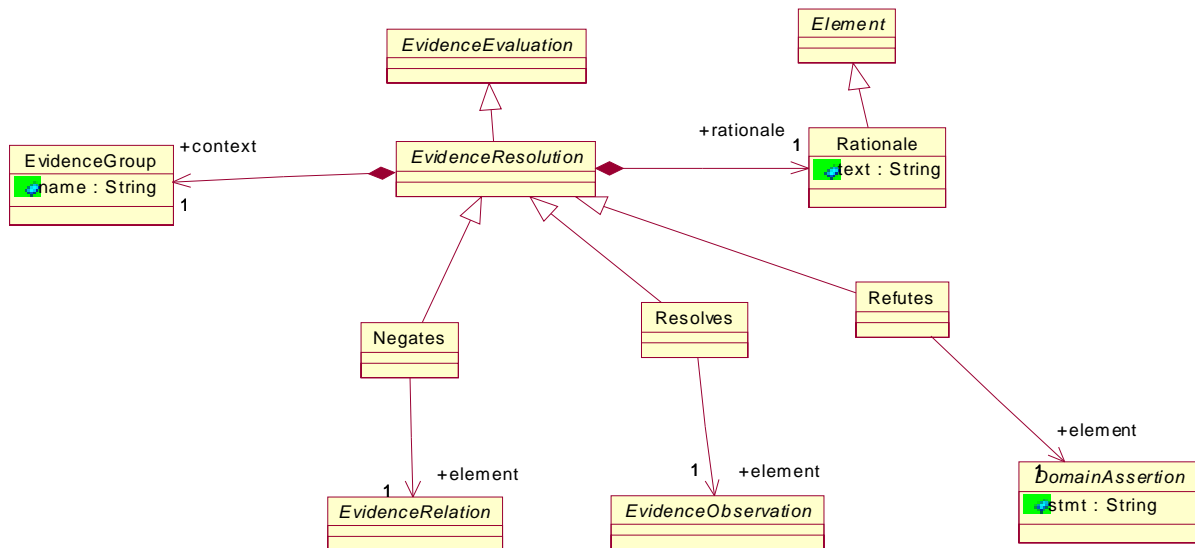 Element
EvidenceEvaluation
+rationale
1
Rationale
text : String
+context
EvidenceGroup
name : String
1
EvidenceResolution
Refutes
Resolves
Negates
+element
1
DomainAssertion
stmt : String
+element
1
EvidenceRelation
+element
1
EvidenceObservation